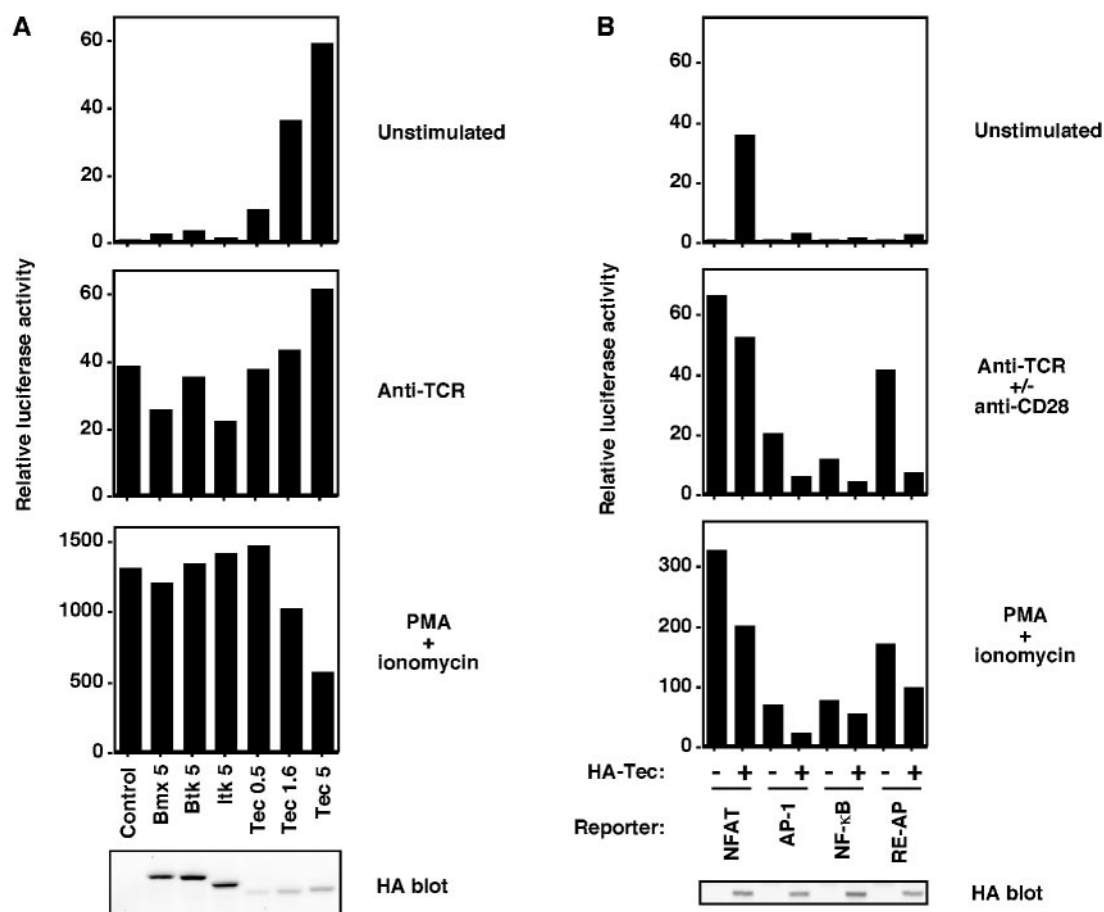 A
Relative luciferase activity
60
40
20
0
Unstimulated
60
40
20
0
Anti-TCR
1500
1000
500
0
PMA
+
ionomycin
Control
Bmx 5
Btk 5
Itk 5
Tec 0.5
Tec 1.6
Tec 5
HA blot
B
Relative luciferase activity
60
40
20
0
Unstimulated
60
40
20
0
Anti-TCR
+/-
anti-CD28
300
200
100
0
PMA
+
ionomycin
HA-Tec: - + - + - + - +
Reporter:
NFAT
AP-1
NF-κB
RE-AP
HA blot